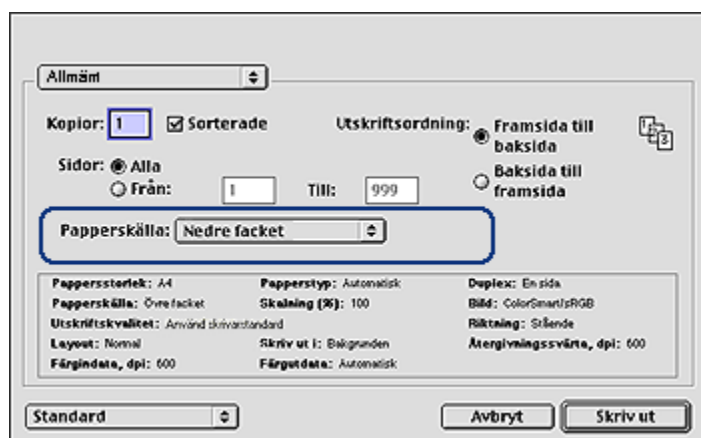 Allmänt
Kopior: 1 Sorterade Utskriftsordning: Framsida till
baksida
Sidor: Alla Baksida till
framsida
Från: 1 Till: 999
Papperskälla: Nedre facket
Pappersstorlek: A4 Papperstyp: Automatisk Duplex: En sida
Papperskälla: Övre facket Skalning (%): 100 Bild: ColorSmart/sRGB
Utskriftskvalitet: Använd skrivarstandard Riktning: Stående
Layout: Normal Skriv ut i: Bakgrunden Återgivningssvärta, dpi: 600
Färgindata, dpi: 600 Färgutdata: Automatisk
Standard Avbryt Skriv ut